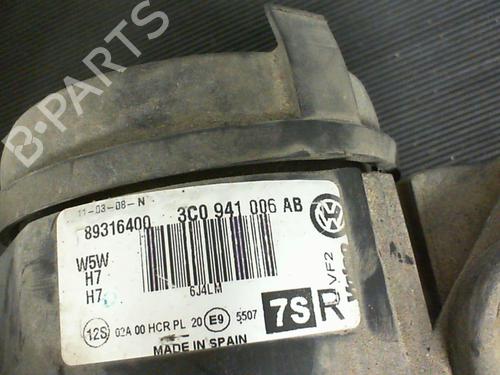 B-PARTS
11-03-08-N
89316400 3C0 941 006 AB
W5W
H7
H7
6J4LM
7S R VF2 Valeo
12S 02A 00 HCR PL 20 E9 5507
MADE IN SPAIN